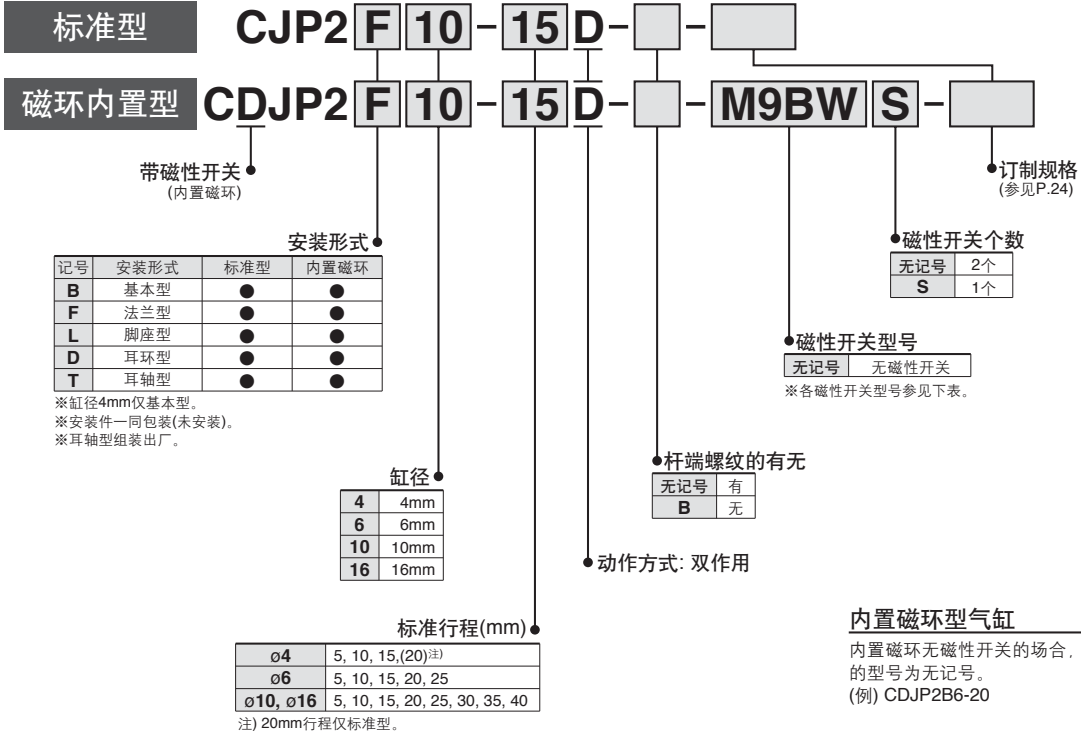 标准型 CJP2 F 10 - 15 D - -
磁环内置型 CDJP2 F 10 - 15 D - - M9BW S -
带磁性开关
(内置磁环)
订制规格
(参见P.24)
安装形式
记号 安装形式 标准型 内置磁环
B 基本型 ● ●
F 法兰型 ● ●
L 脚座型 ● ●
D 耳环型 ● ●
T 耳轴型 ● ●
※缸径4mm仅基本型。
※安装件一同包装(未安装)。
※耳轴型组装出厂。
磁性开关个数
无记号 2个
S 1个
磁性开关型号
无记号 无磁性开关
※各磁性开关型号参见下表。
杆端螺纹的有无
无记号 有
B 无
缸径
4 4mm
6 6mm
10 10mm
16 16mm
动作方式: 双作用
标准行程(mm)
ø4 5, 10, 15,(20)注)
ø6 5, 10, 15, 20, 25
ø10, ø16 5, 10, 15, 20, 25, 30, 35, 40
注) 20mm行程仅标准型。
内置磁环型气缸
内置磁环无磁性开关的场合,
的型号为无记号。
(例) CDJP2B6-20